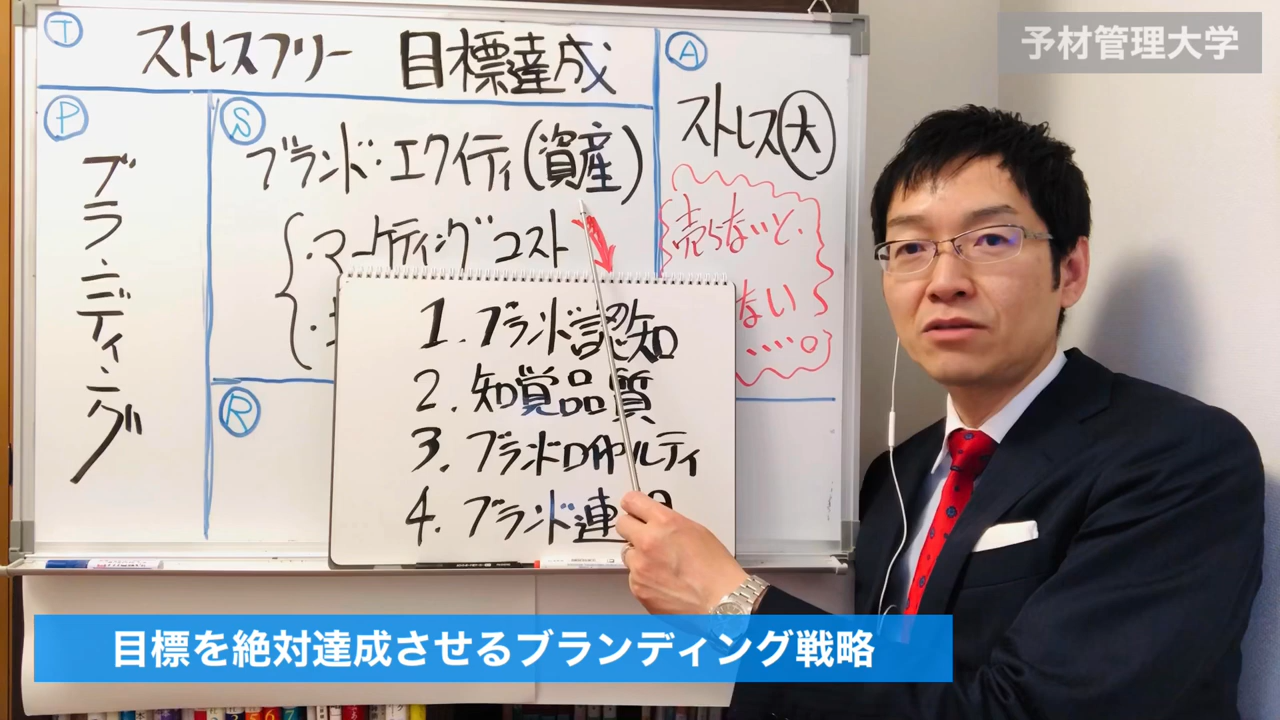 予材管理大学
T
ストレスフリー 目標達成
A
ストレス大
P
ブランディング
S
ブランド・エクイティ(資産)
・マーケティングコスト
売らないと・
ない
・・・・。
R
1.ブランド認知
2.知覚品質
3.ブランドロイヤルティ
4.ブランド連
目標を絶対達成させるブランディング戦略